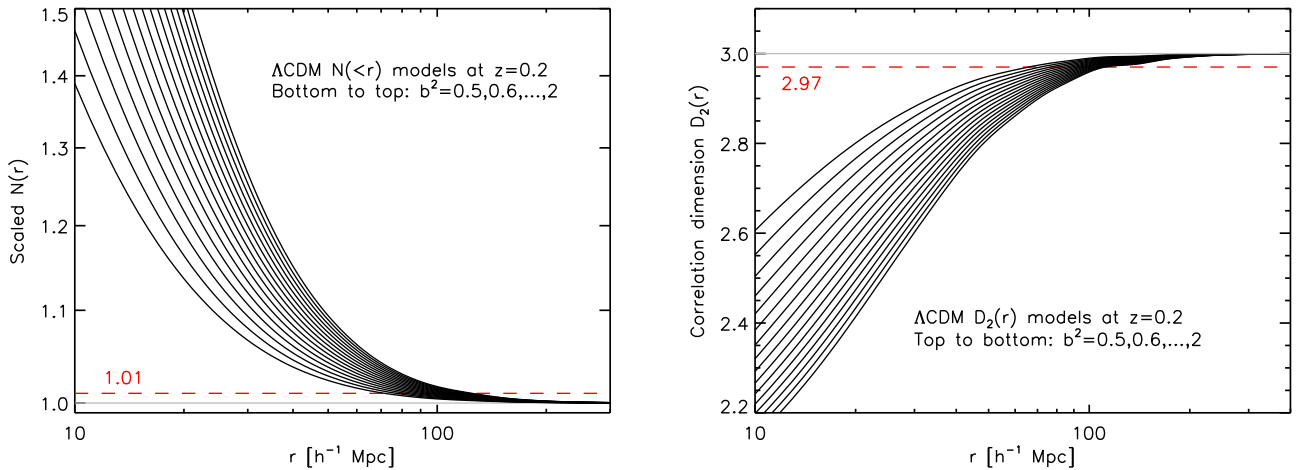 1.5
1.4
1.3
1.2
1.1
1.0
Scaled N(r)
ΛCDM N(<r) models at z=0.2
Bottom to top: b²=0.5,0.6,...,2
1.01
10
100
r [h⁻¹ Mpc]
3.0
2.8
2.6
2.4
2.2
Correlation dimension D₂(r)
2.97
ΛCDM D₂(r) models at z=0.2
Top to bottom: b²=0.5,0.6,...,2
10
100
r [h⁻¹ Mpc]